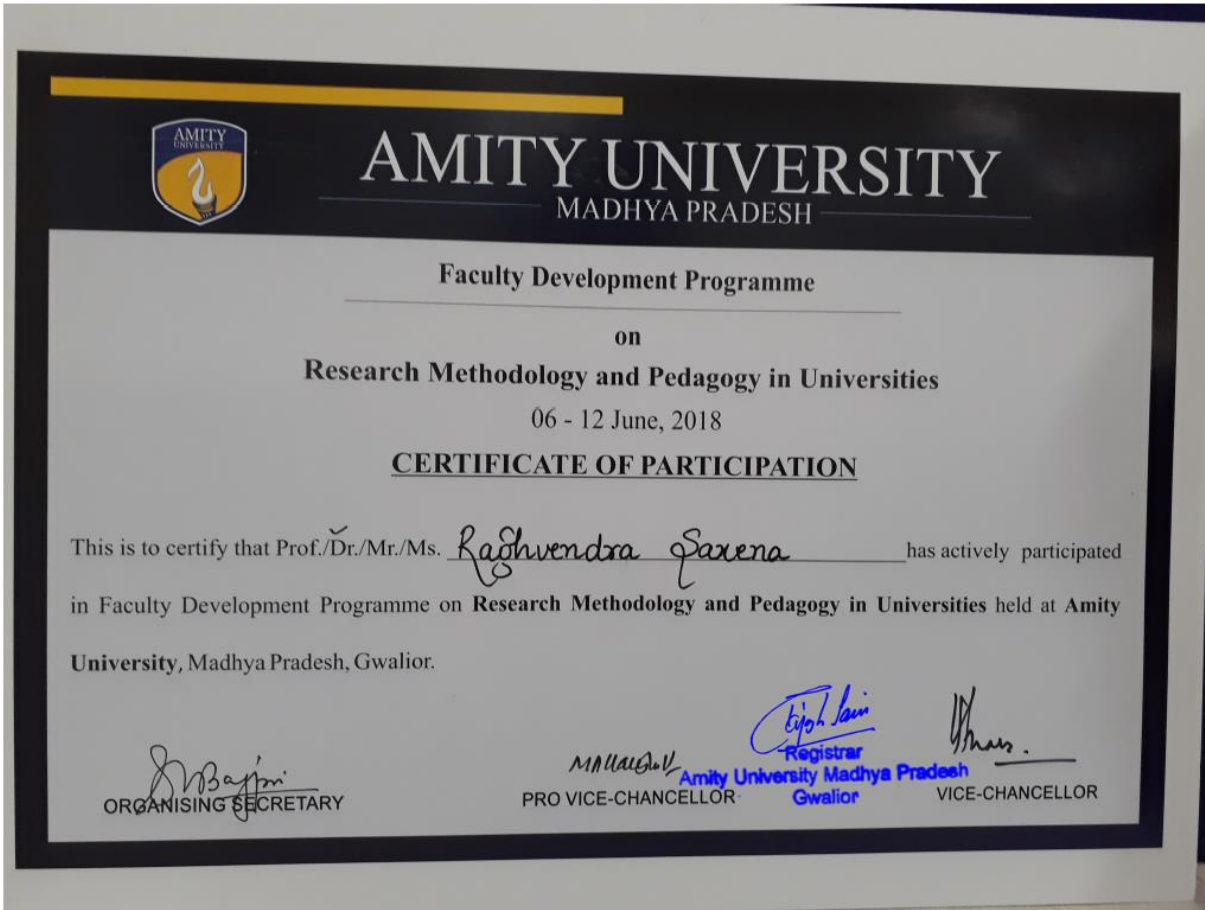 AMITY
UNIVERSITY
AMITY UNIVERSITY
MADHYA PRADESH
Faculty Development Programme
on
Research Methodology and Pedagogy in Universities
06 - 12 June, 2018
CERTIFICATE OF PARTICIPATION
This is to certify that Prof./Dr./Mr./Ms. Raghvendra Saxena has actively participated
in Faculty Development Programme on Research Methodology and Pedagogy in Universities held at Amity
University, Madhya Pradesh, Gwalior.
Registrar
Amity University Madhya Pradesh
Gwalior
ORGANISING SECRETARY
PRO VICE-CHANCELLOR
VICE-CHANCELLOR